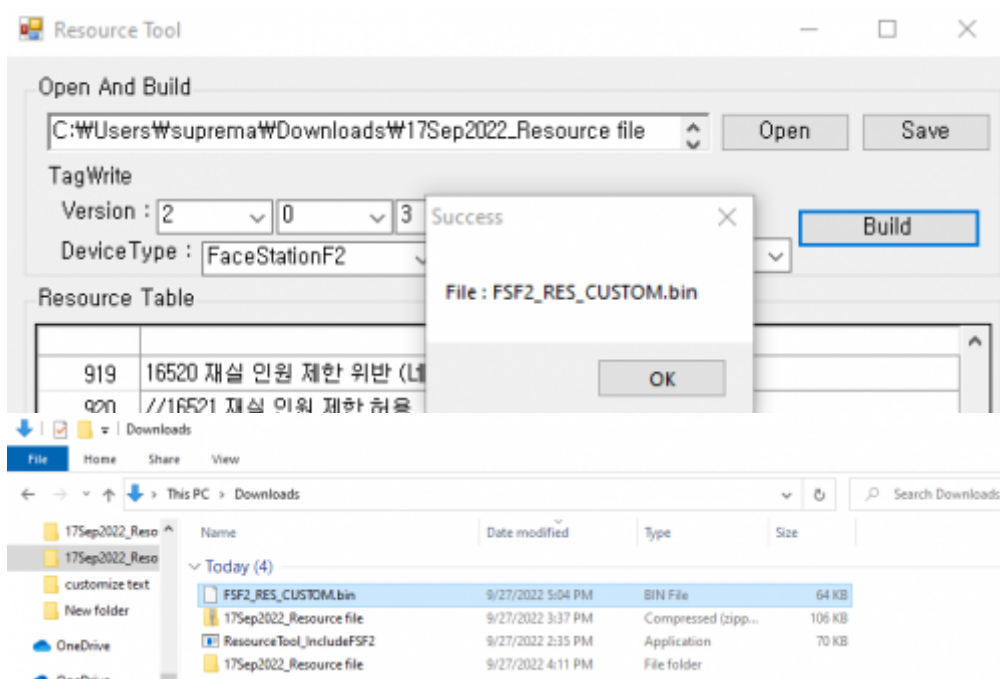 Resource Tool
Open And Build
C:₩Users₩suprema₩Downloads₩17Sep2022_Resource file
Open
Save
TagWrite
Version : 2 0 3
Success
Build
DeviceType : FaceStationF2
File : FSF2_RES_CUSTOM.bin
Resource Table
OK
919 16520 재실 인원 제한 위반 (네
920 //16521 재실 인원 제한 허용
Downloads
File Home Share View
This PC > Downloads
Search Downloads
17Sep2022_Reso
Name Date modified Type Size
17Sep2022_Reso
Today (4)
customize text
FSF2_RES_CUSTOM.bin 9/27/2022 5:04 PM BIN File 64 KB
New folder
17Sep2022_Resource file 9/27/2022 3:37 PM Compressed (zipp... 106 KB
ResourceTool_IncludeFSF2 9/27/2022 2:35 PM Application 70 KB
OneDrive
17Sep2022_Resource file 9/27/2022 4:11 PM File folder
OneDrive